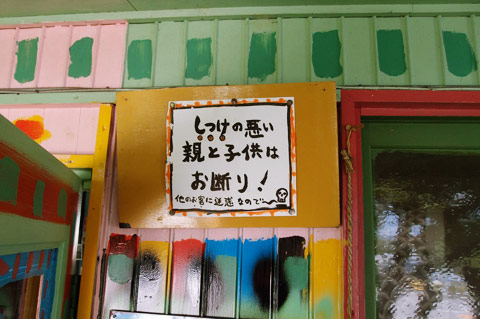 しつけの悪い
親と子供は
お断り!
他のお客に迷惑なので〜